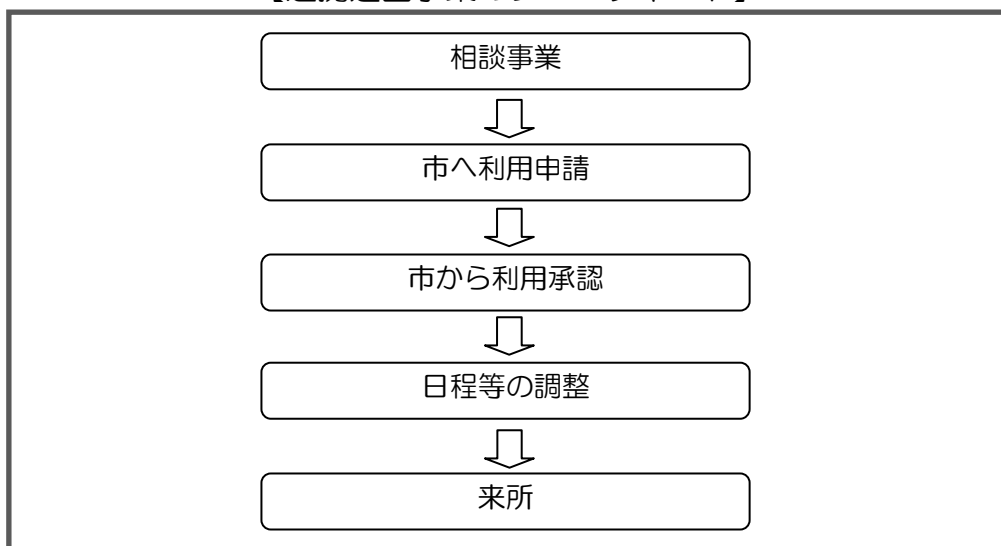 相談事業
市へ利用申請
市から利用承認
日程等の調整
来所